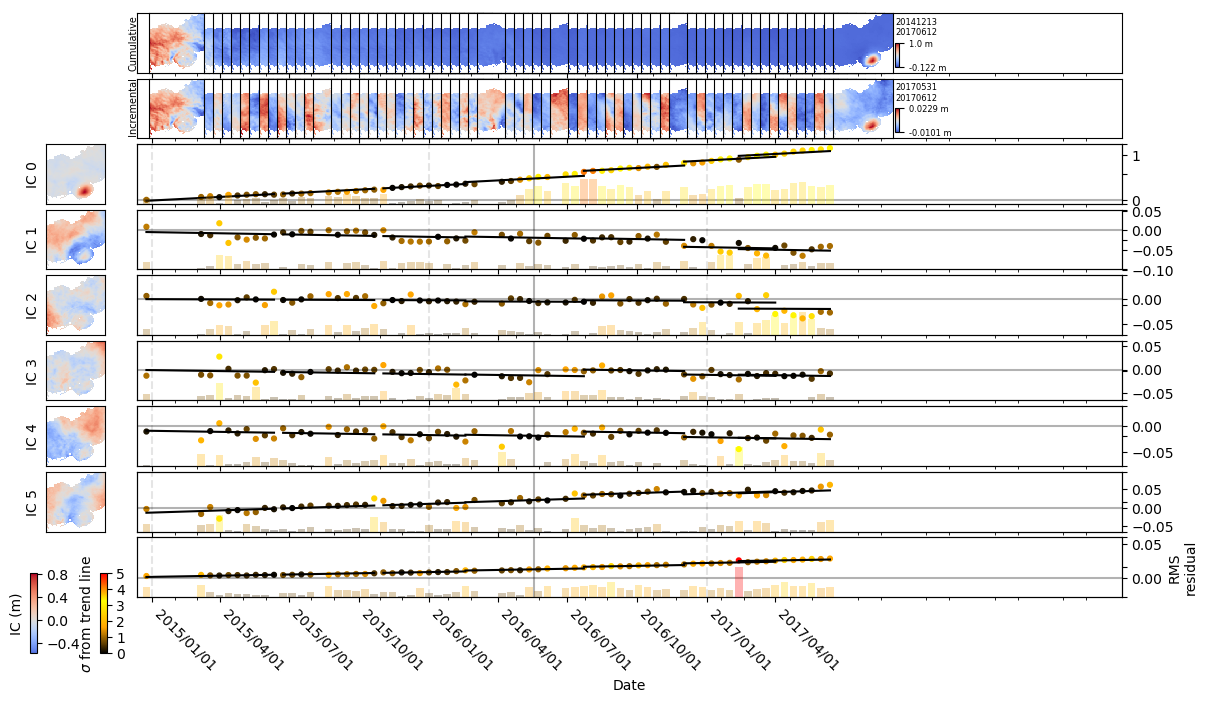 Cumulative
20141213
20170612
1.0 m
-0.122 m
Incremental
20170531
20170612
0.0229 m
-0.0101 m
IC 0
1
0
IC 1
0.05
0.00
−0.05
−0.10
IC 2
0.00
−0.05
IC 3
0.05
0.00
−0.05
IC 4
0.00
−0.05
IC 5
0.05
0.00
−0.05
0.05
0.00
RMS
residual
IC (m)
0.8
0.4
0.0
−0.4
σ from trend line
5
4
3
2
1
0
2015/01/01
2015/04/01
2015/07/01
2015/10/01
2016/01/01
2016/04/01
2016/07/01
2016/10/01
2017/01/01
2017/04/01
Date